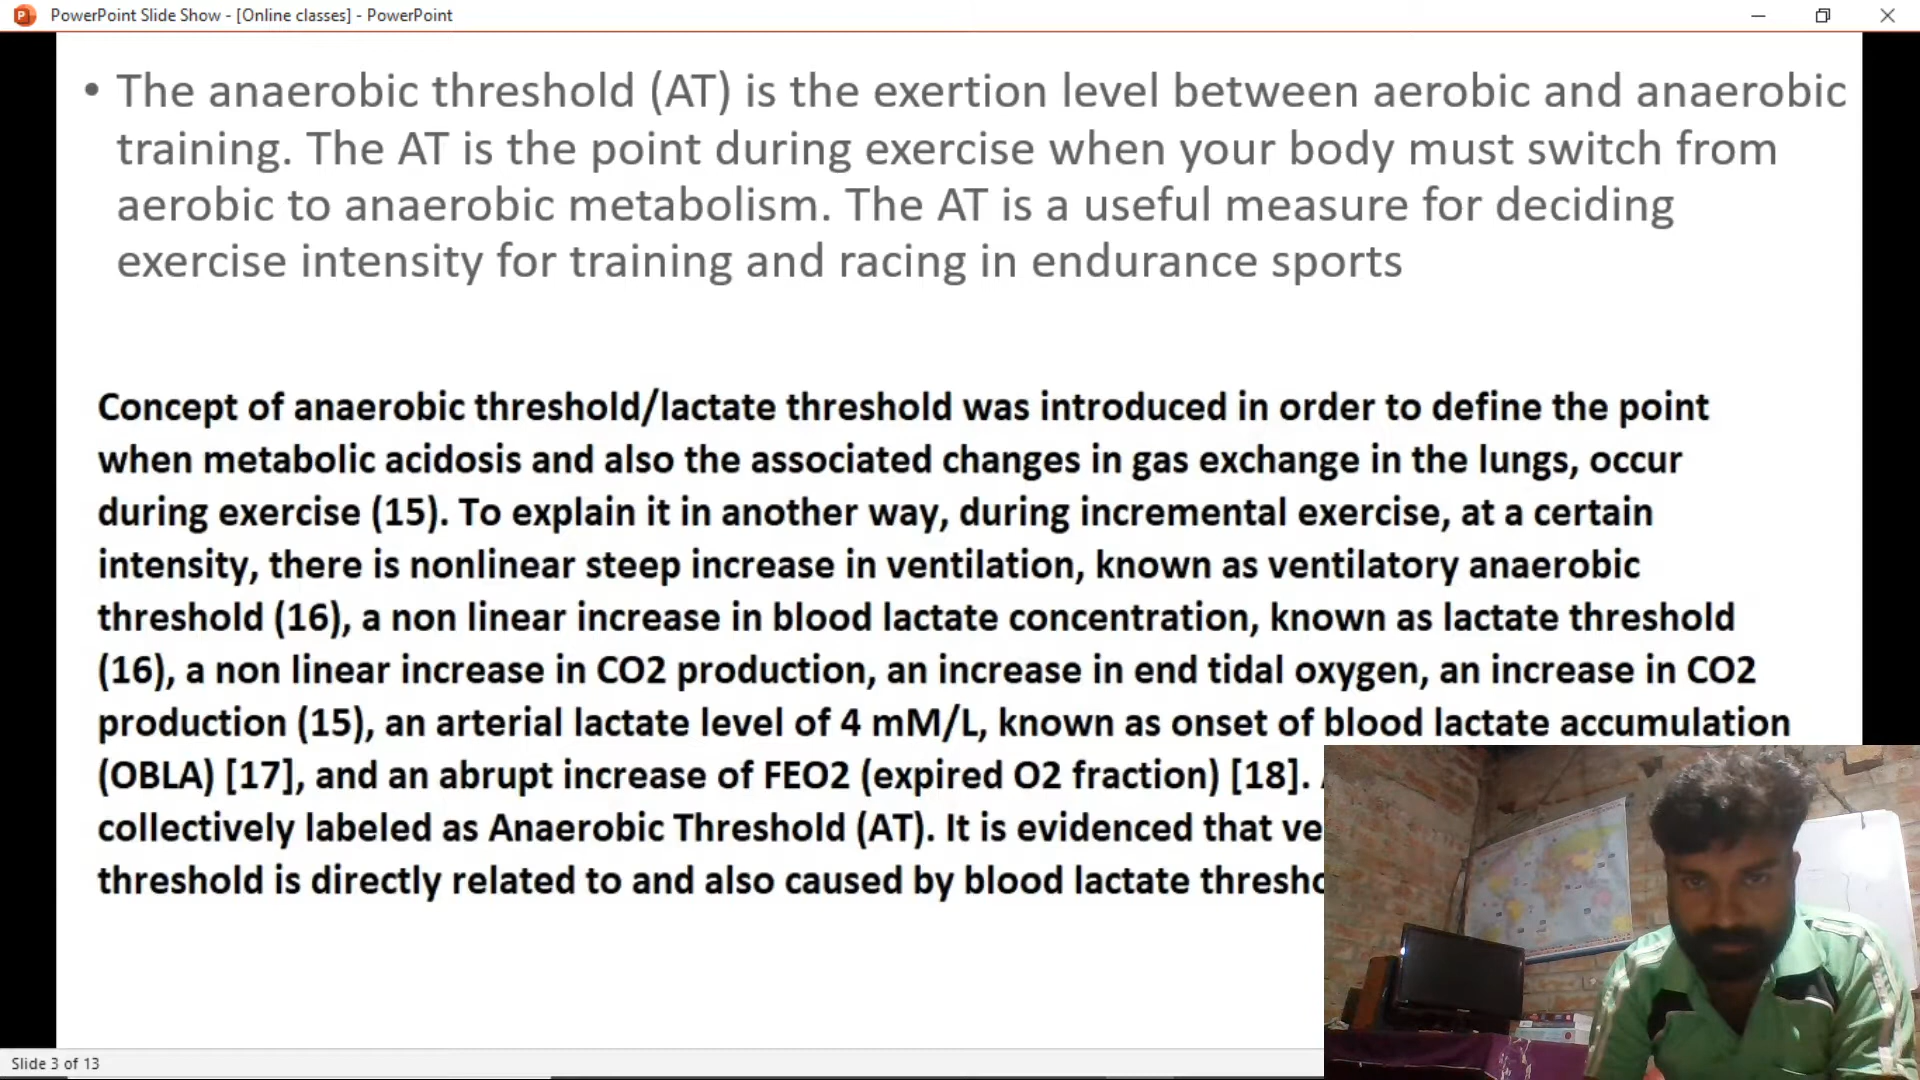 PowerPoint Slide Show - [Online classes] - PowerPoint
• The anaerobic threshold (AT) is the exertion level between aerobic and anaerobic
training. The AT is the point during exercise when your body must switch from
aerobic to anaerobic metabolism. The AT is a useful measure for deciding
exercise intensity for training and racing in endurance sports
Concept of anaerobic threshold/lactate threshold was introduced in order to define the point
when metabolic acidosis and also the associated changes in gas exchange in the lungs, occur
during exercise (15). To explain it in another way, during incremental exercise, at a certain
intensity, there is nonlinear steep increase in ventilation, known as ventilatory anaerobic
threshold (16), a non linear increase in blood lactate concentration, known as lactate threshold
(16), a non linear increase in CO2 production, an increase in end tidal oxygen, an increase in CO2
production (15), an arterial lactate level of 4 mM/L, known as onset of blood lactate accumulation
(OBLA) [17], and an abrupt increase of FEO2 (expired O2 fraction) [18].
collectively labeled as Anaerobic Threshold (AT). It is evidenced that
threshold is directly related to and also caused by blood lactate
Slide 3 of 13